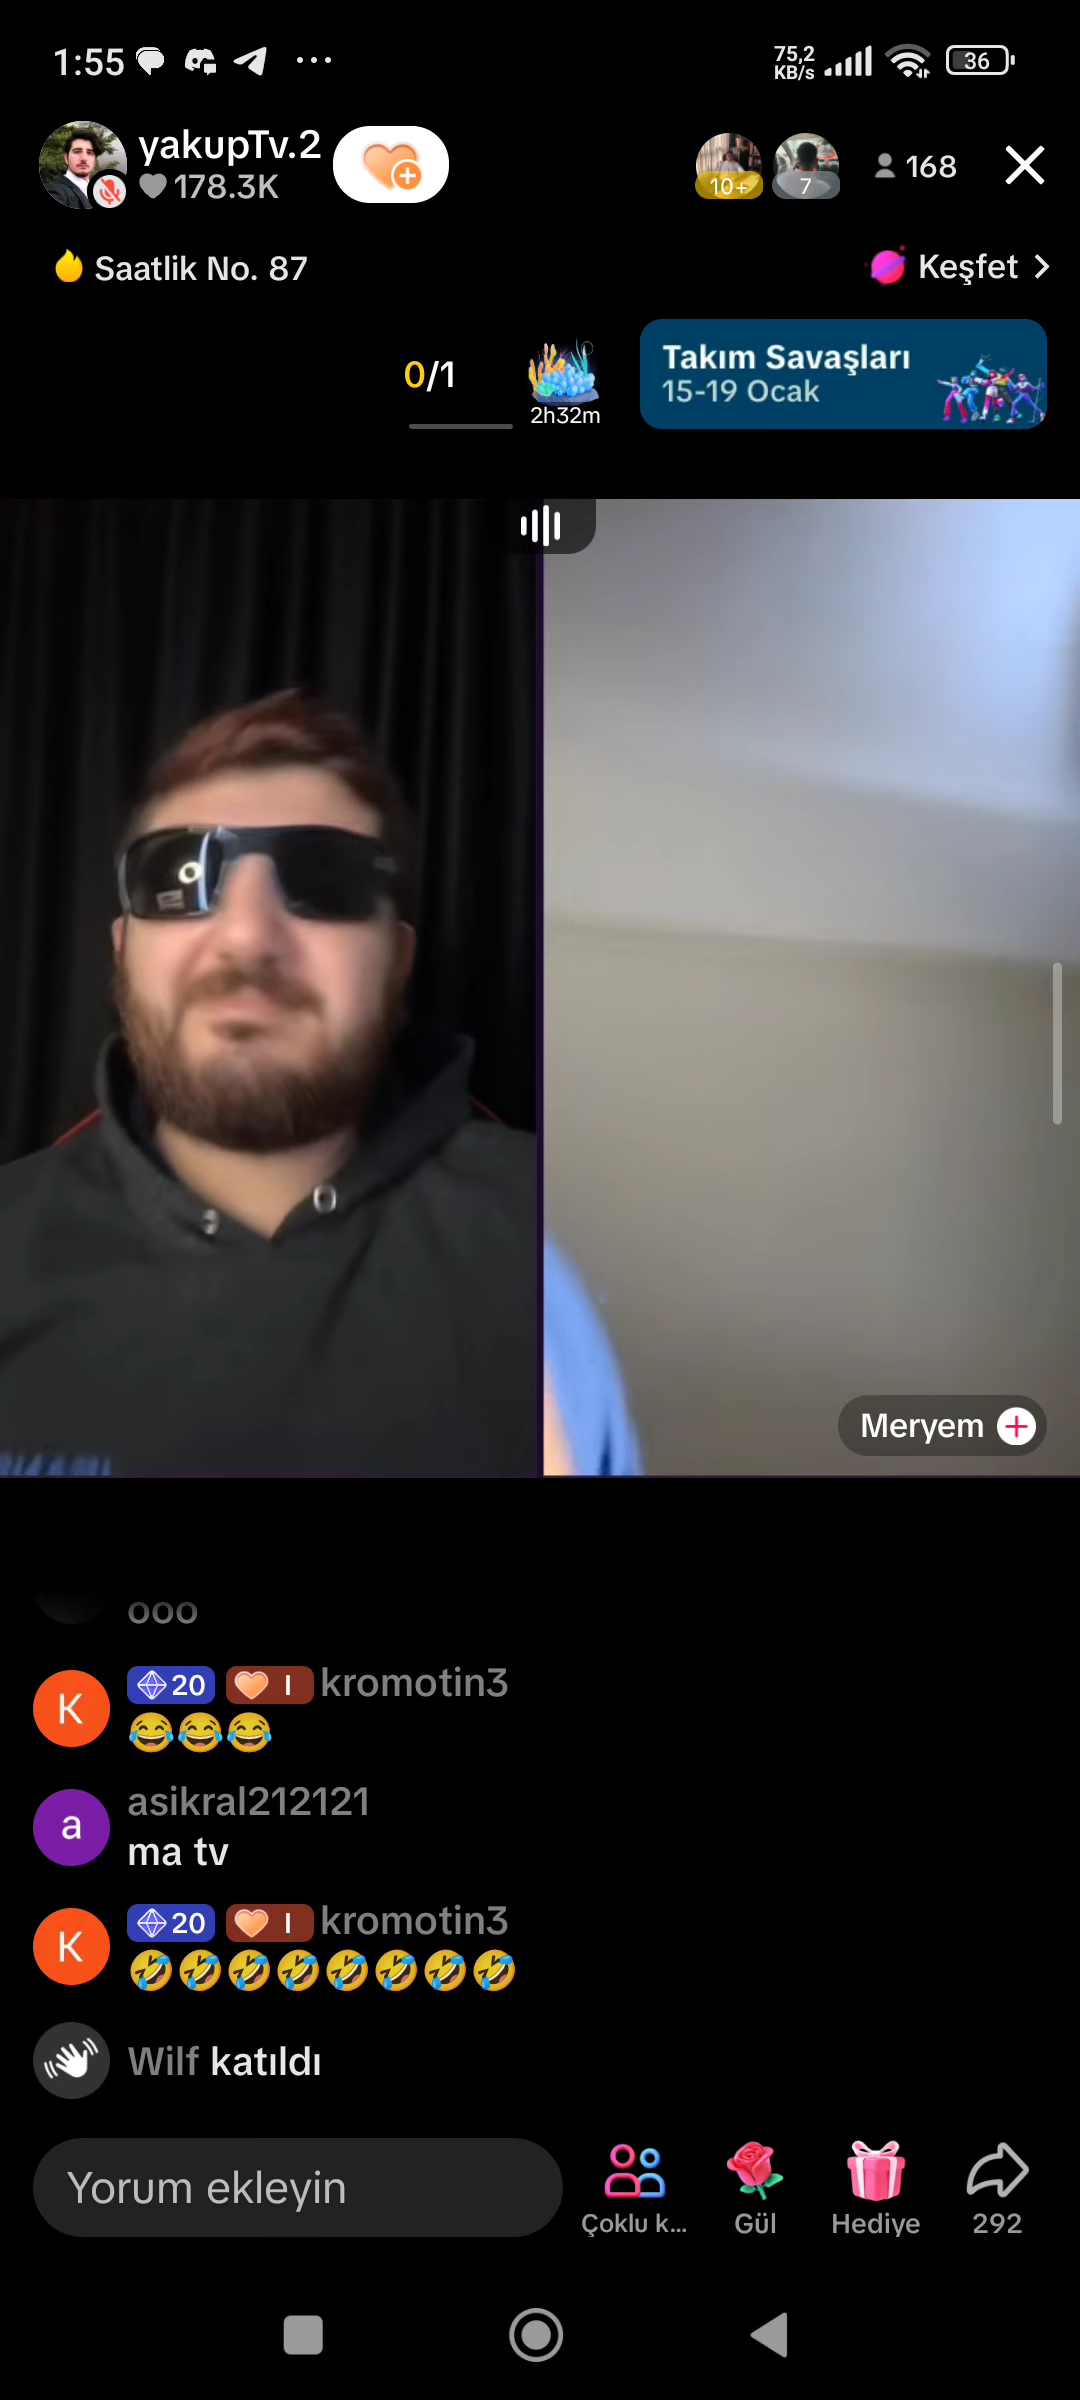 1:55
75,2
KB/s
36
yakupTv.2
178.3K
10+
7
168
Saatlik No. 87
Keşfet
0/1
2h32m
Takım Savaşları
15-19 Ocak
Meryem
ooo
20 I kromotin3
😂😂😂
asikral212121
ma tv
20 I kromotin3
🤣🤣🤣🤣🤣🤣🤣🤣
Wilf katıldı
Yorum ekleyin
Çoklu k...
Gül
Hediye
292
K
a
K